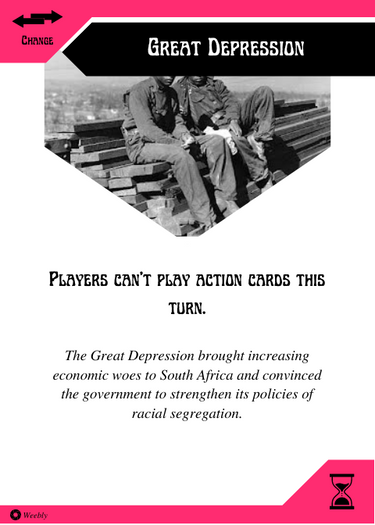 Change
Great Depression
Players can't play action cards this
turn.
The Great Depression brought increasing
economic woes to South Africa and convinced
the government to strengthen its policies of
racial segregation.
Weebly